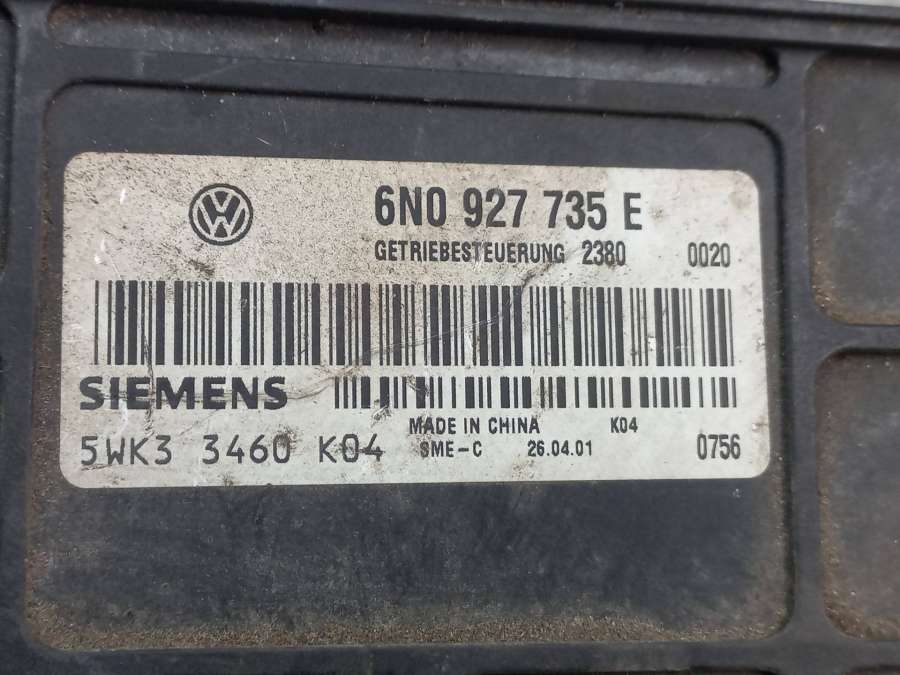 6N0 927 735 E
GETRIEBESTEUERUNG 2380 0020
SIEMENS
MADE IN CHINA K04
5WK3 3460 K04 SME-C 26.04.01 0756